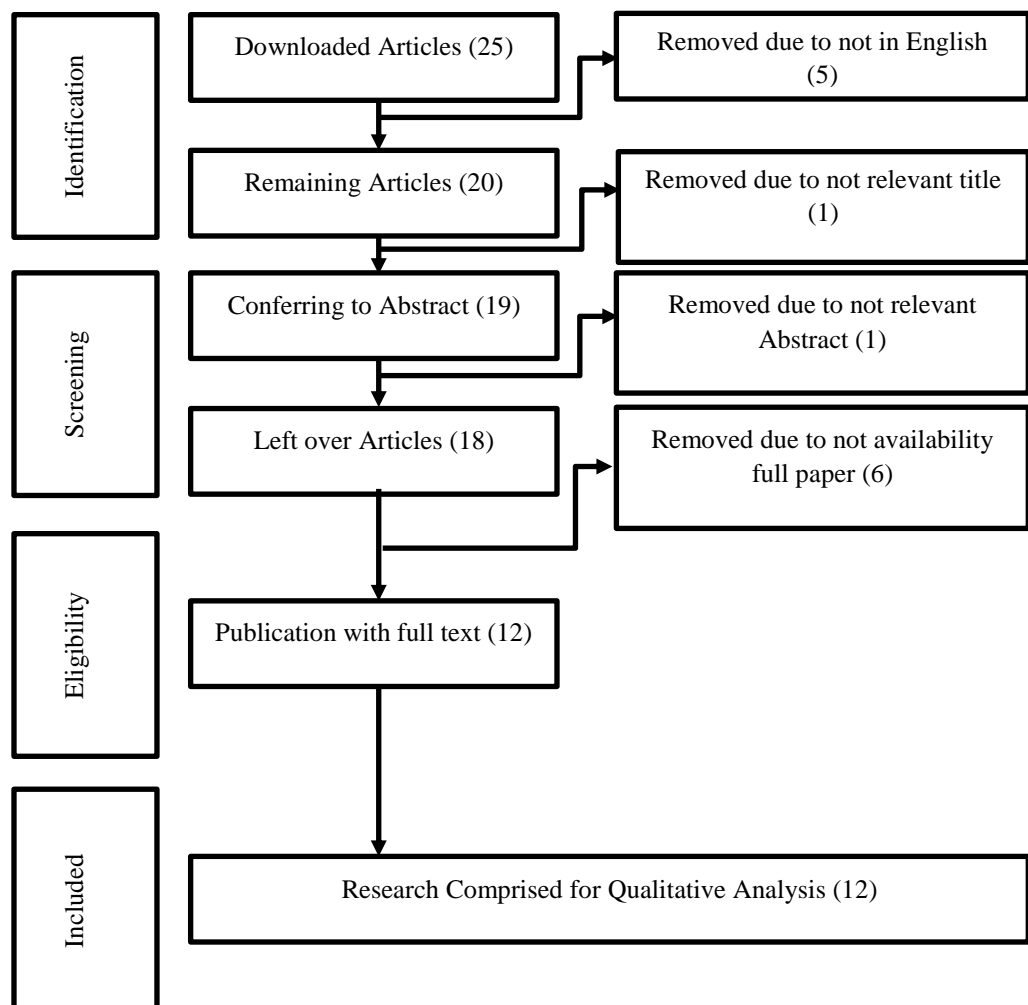 Identification
Downloaded Articles (25)
Removed due to not in English
(5)
Remaining Articles (20)
Removed due to not relevant title
(1)
Screening
Conferring to Abstract (19)
Removed due to not relevant
Abstract (1)
Left over Articles (18)
Removed due to not availability
full paper (6)
Eligibility
Publication with full text (12)
Included
Research Comprised for Qualitative Analysis (12)